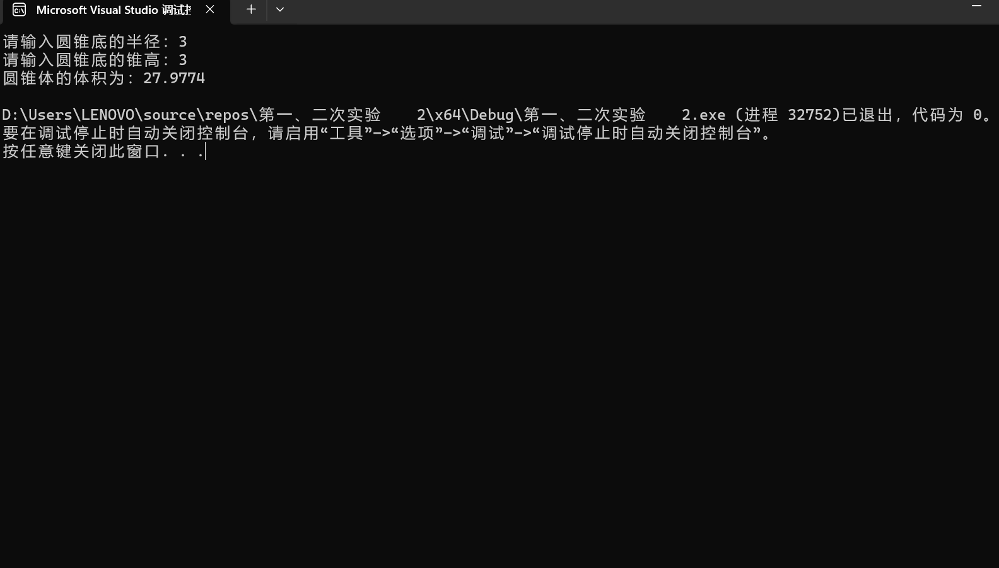 Microsoft Visual Studio 调试
请输入圆锥底的半径：3
请输入圆锥底的锥高：3
圆锥体的体积为：27.9774
D:\Users\LENOVO\source\repos\第一、二次实验    2\x64\Debug\第一、二次实验    2.exe (进程 32752)已退出，代码为 0。
要在调试停止时自动关闭控制台，请启用“工具”->“选项”->“调试”->“调试停止时自动关闭控制台”。
按任意键关闭此窗口. . .